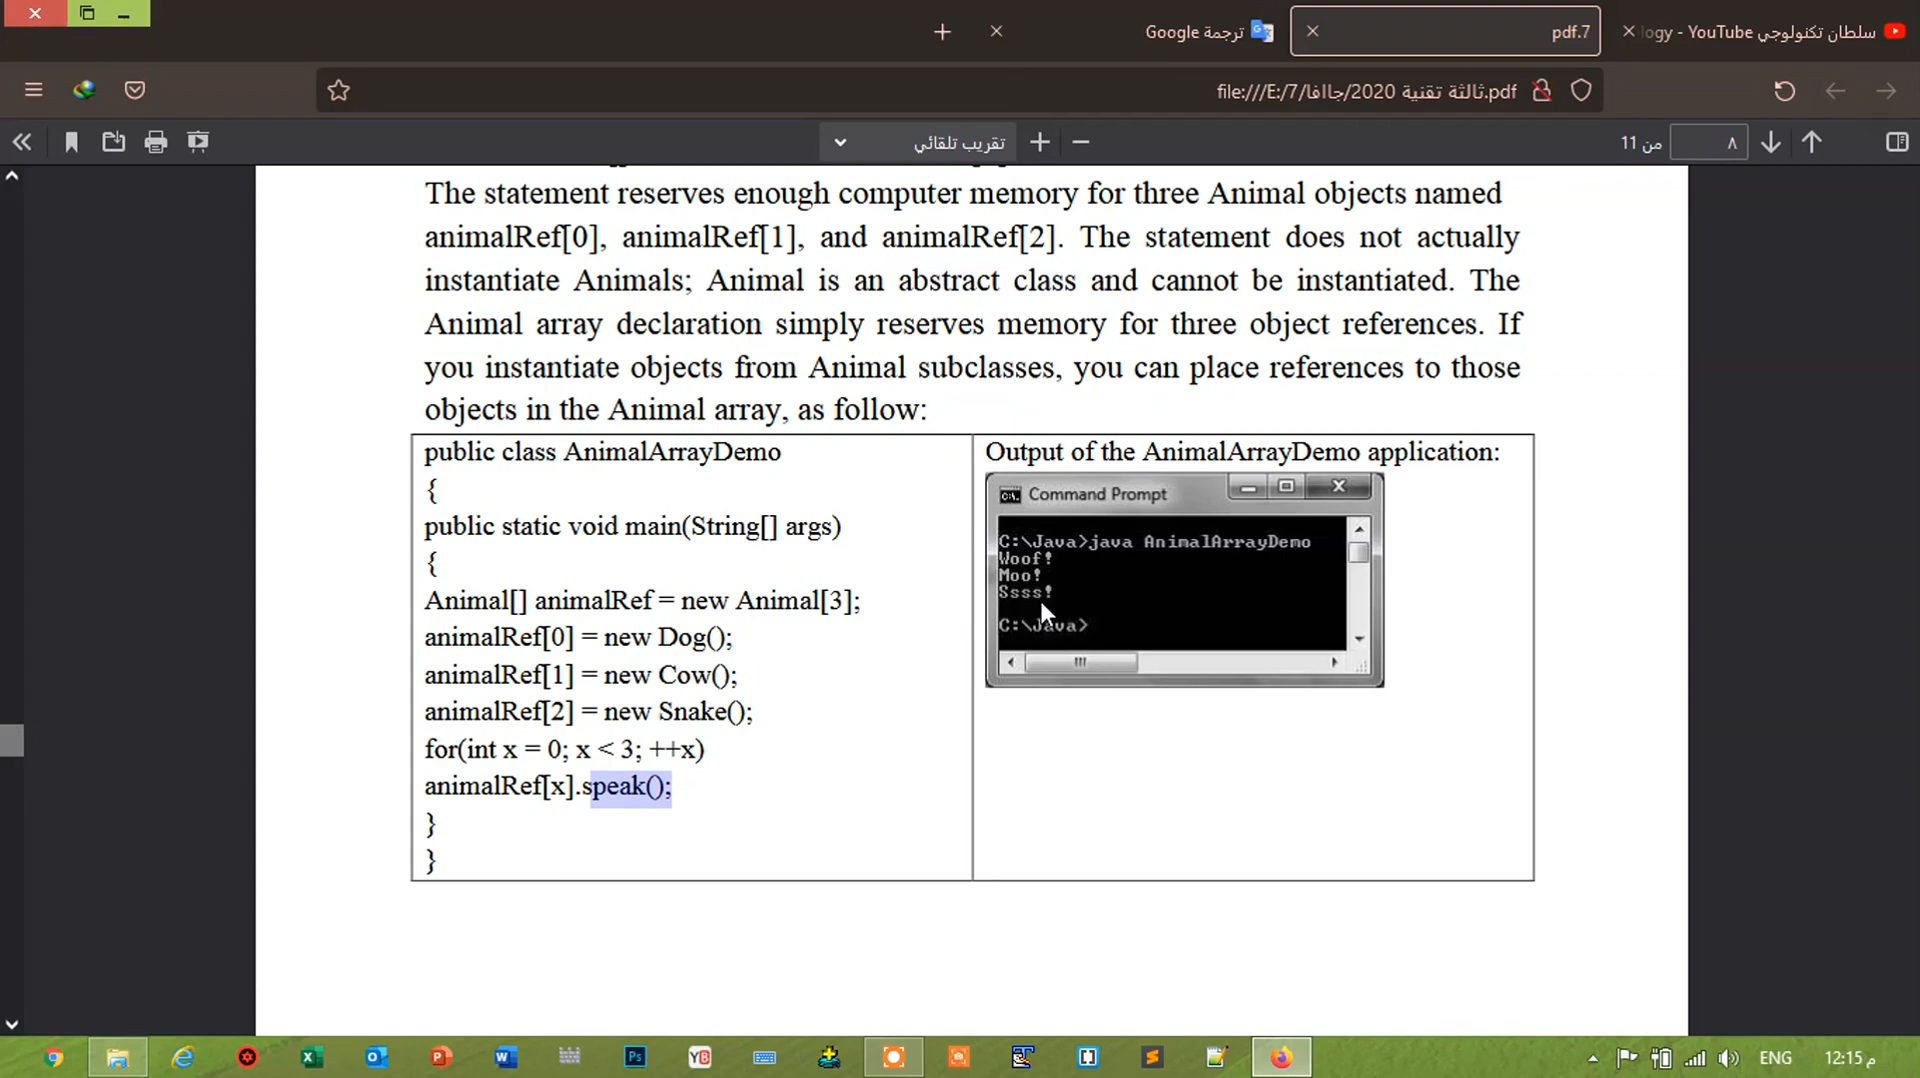 سلطان تكنولوجي logy - YouTube
7.pdf
ترجمة Google
file:///E:/7/جاافا/2020 ثالثة تقنية.pdf
تقريب تلقائي
من 11
٨
The statement reserves enough computer memory for three Animal objects named
animalRef[0], animalRef[1], and animalRef[2]. The statement does not actually
instantiate Animals; Animal is an abstract class and cannot be instantiated. The
Animal array declaration simply reserves memory for three object references. If
you instantiate objects from Animal subclasses, you can place references to those
objects in the Animal array, as follow:
public class AnimalArrayDemo
{
public static void main(String[] args)
{
Animal[] animalRef = new Animal[3];
animalRef[0] = new Dog();
animalRef[1] = new Cow();
animalRef[2] = new Snake();
for(int x = 0; x < 3; ++x)
animalRef[x].speak();
}
}
Output of the AnimalArrayDemo application:
Command Prompt
C:\Java>java AnimalArrayDemo
Woof!
Moo!
Ssss!
C:\Java>
ENG
12:15 م